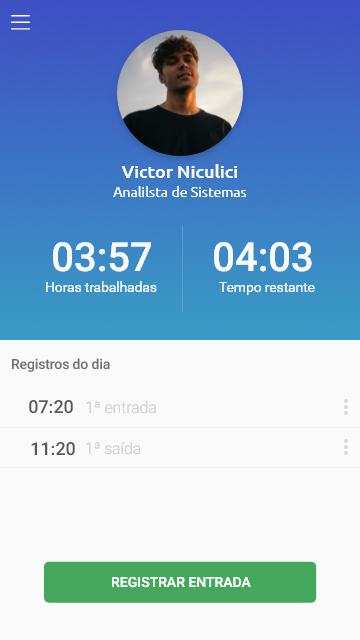 Victor Niculici
Analilsta de Sistemas
03:57
Horas trabalhadas
04:03
Tempo restante
Registros do dia
07:20 1ª entrada
11:20 1ª saída
REGISTRAR ENTRADA